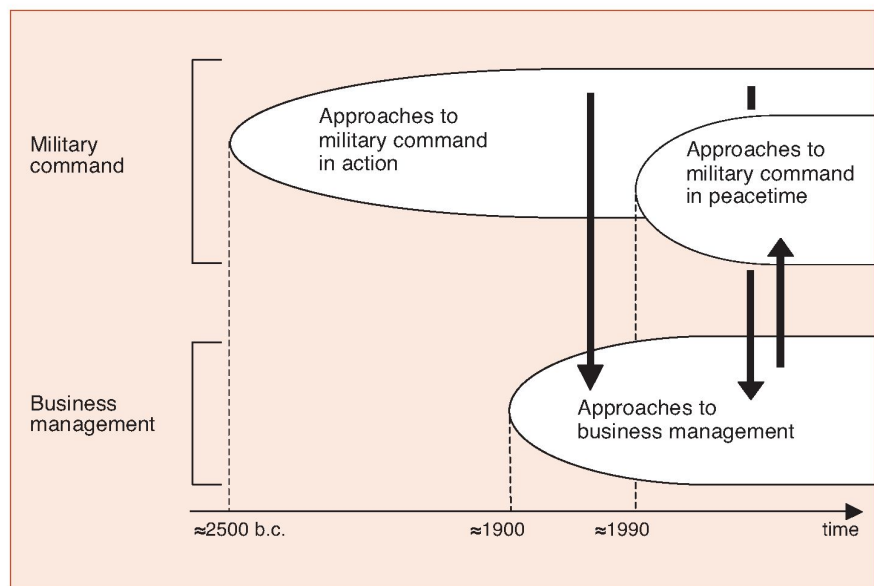 Military
command
Approaches to
military command
in action
Approaches to
military command
in peacetime
Business
management
Approaches to
business management
≈2500 b.c.
≈1900
≈1990
time